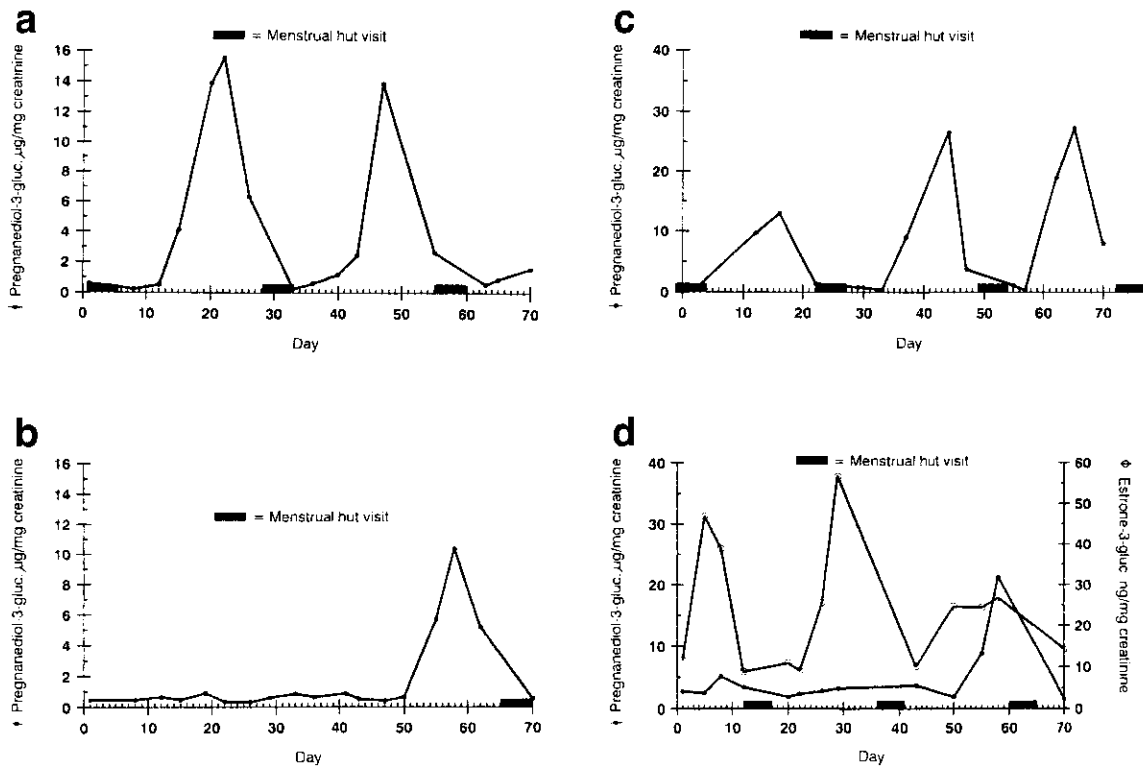 a
= Menstrual hut visit
Pregnanediol-3-gluc. µg/mg creatinine
16
14
12
10
8
6
4
2
0
0 10 20 30 40 50 60 70
Day
c
= Menstrual hut visit
Pregnanediol-3-gluc. µg/mg creatinine
40
30
20
10
0
0 10 20 30 40 50 60 70
Day
b
= Menstrual hut visit
Pregnanediol-3-gluc. µg/mg creatinine
16
14
12
10
8
6
4
2
0
0 10 20 30 40 50 60 70
Day
d
= Menstrual hut visit
Pregnanediol-3-gluc. µg/mg creatinine
40
30
20
10
0
0 10 20 30 40 50 60 70
Day
60
50
40
30
20
10
0
Estrone-3-gluc ng/mg creatinine